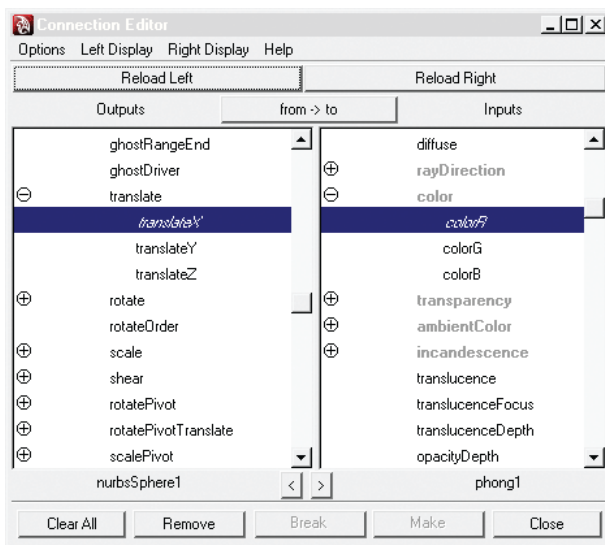 Connection Editor
Options Left Display Right Display Help
Reload Left Reload Right
Outputs from -> to Inputs
ghostRangeEnd diffuse
ghostDriver rayDirection
translate color
translateX colorR
translateY colorG
translateZ colorB
rotate transparency
rotateOrder ambientColor
scale incandescence
shear translucence
rotatePivot translucenceFocus
rotatePivotTranslate translucenceDepth
scalePivot opacityDepth
nurbsSphere1 < > phong1
Clear All Remove Break Make Close